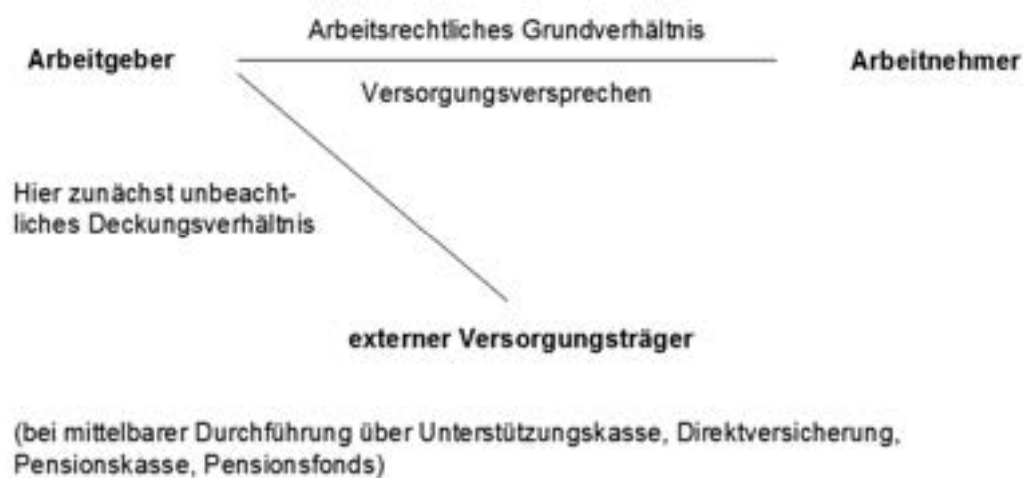 Arbeitsrechtliches Grundverhältnis
Arbeitgeber
Arbeitnehmer
Versorgungsversprechen
Hier zunächst unbeacht-
liches Deckungsverhältnis
externer Versorgungsträger
(bei mittelbarer Durchführung über Unterstützungskasse, Direktversicherung,
Pensionskasse, Pensionsfonds)